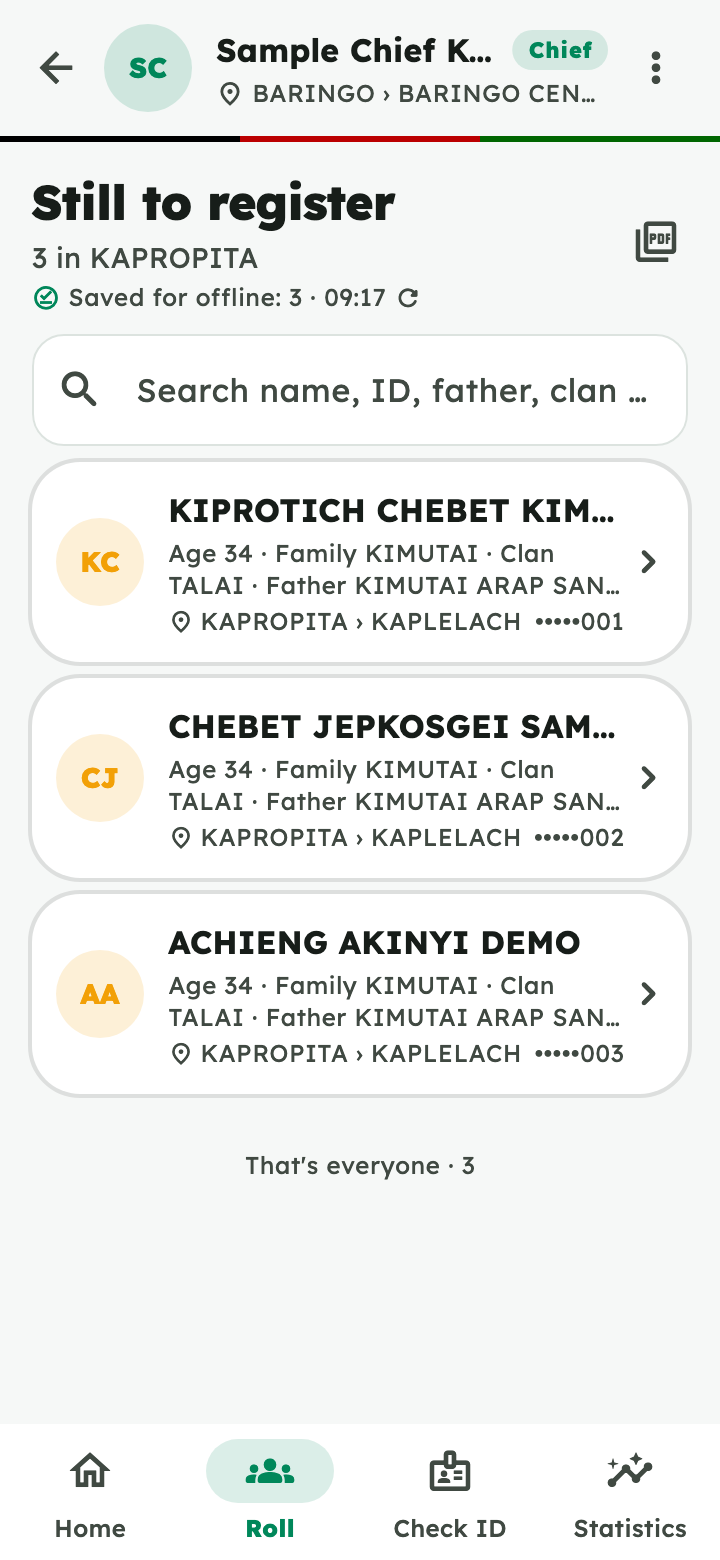 SC
Sample Chief K... Chief
BARINGO › BARINGO CEN...
Still to register
3 in KAPROPITA
PDF
Saved for offline: 3 · 09:17
Search name, ID, father, clan ...
KC
KIPROTICH CHEBET KIM...
Age 34 · Family KIMUTAI · Clan
TALAI · Father KIMUTAI ARAP SAN...
KAPROPITA › KAPLELACH •••••001
CJ
CHEBET JEPKOSGEI SAM...
Age 34 · Family KIMUTAI · Clan
TALAI · Father KIMUTAI ARAP SAN...
KAPROPITA › KAPLELACH •••••002
AA
ACHIENG AKINYI DEMO
Age 34 · Family KIMUTAI · Clan
TALAI · Father KIMUTAI ARAP SAN...
KAPROPITA › KAPLELACH •••••003
That's everyone · 3
Home Roll Check ID Statistics